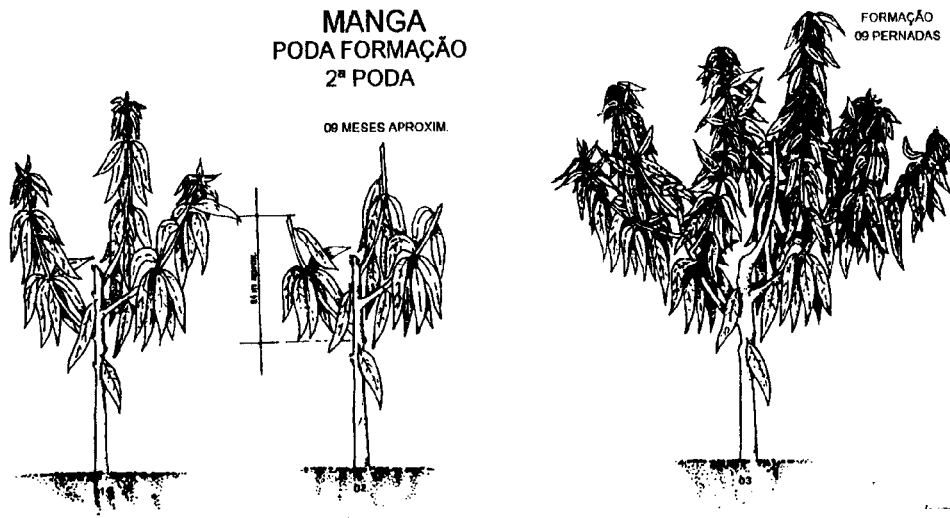 MANGA
PODA FORMAÇÃO
2ª PODA
09 MESES APROXIM.
FORMAÇÃO
09 PERNADAS
02
03